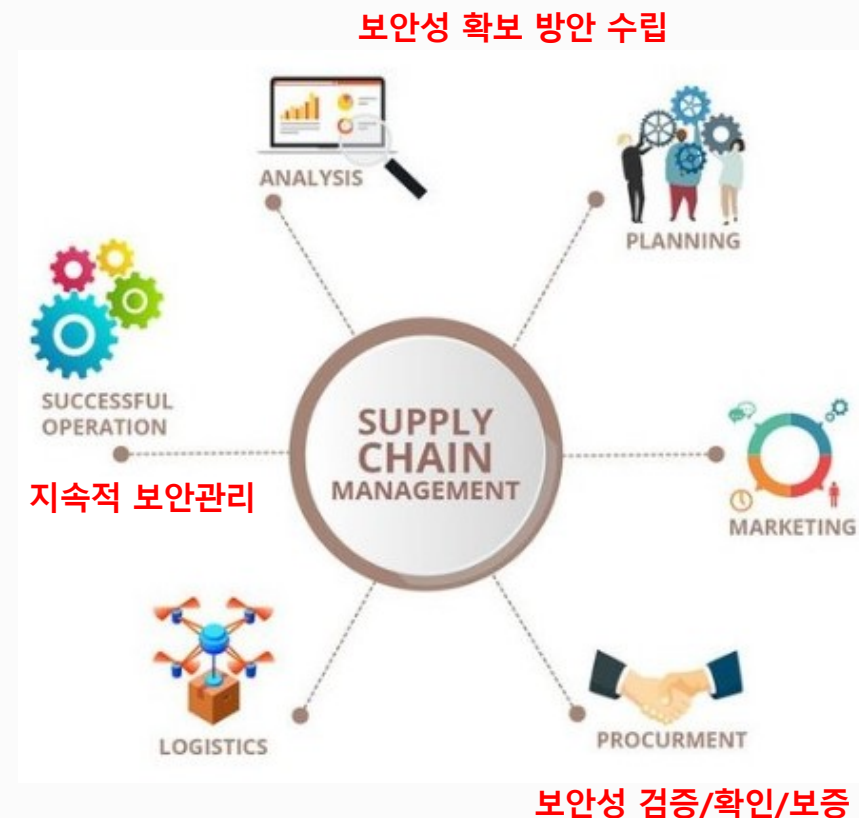 보안성 확보 방안 수립
ANALYSIS
PLANNING
SUCCESSFUL
OPERATION
SUPPLY
CHAIN
MANAGEMENT
지속적 보안관리
MARKETING
LOGISTICS
PROCURMENT
보안성 검증/확인/보증